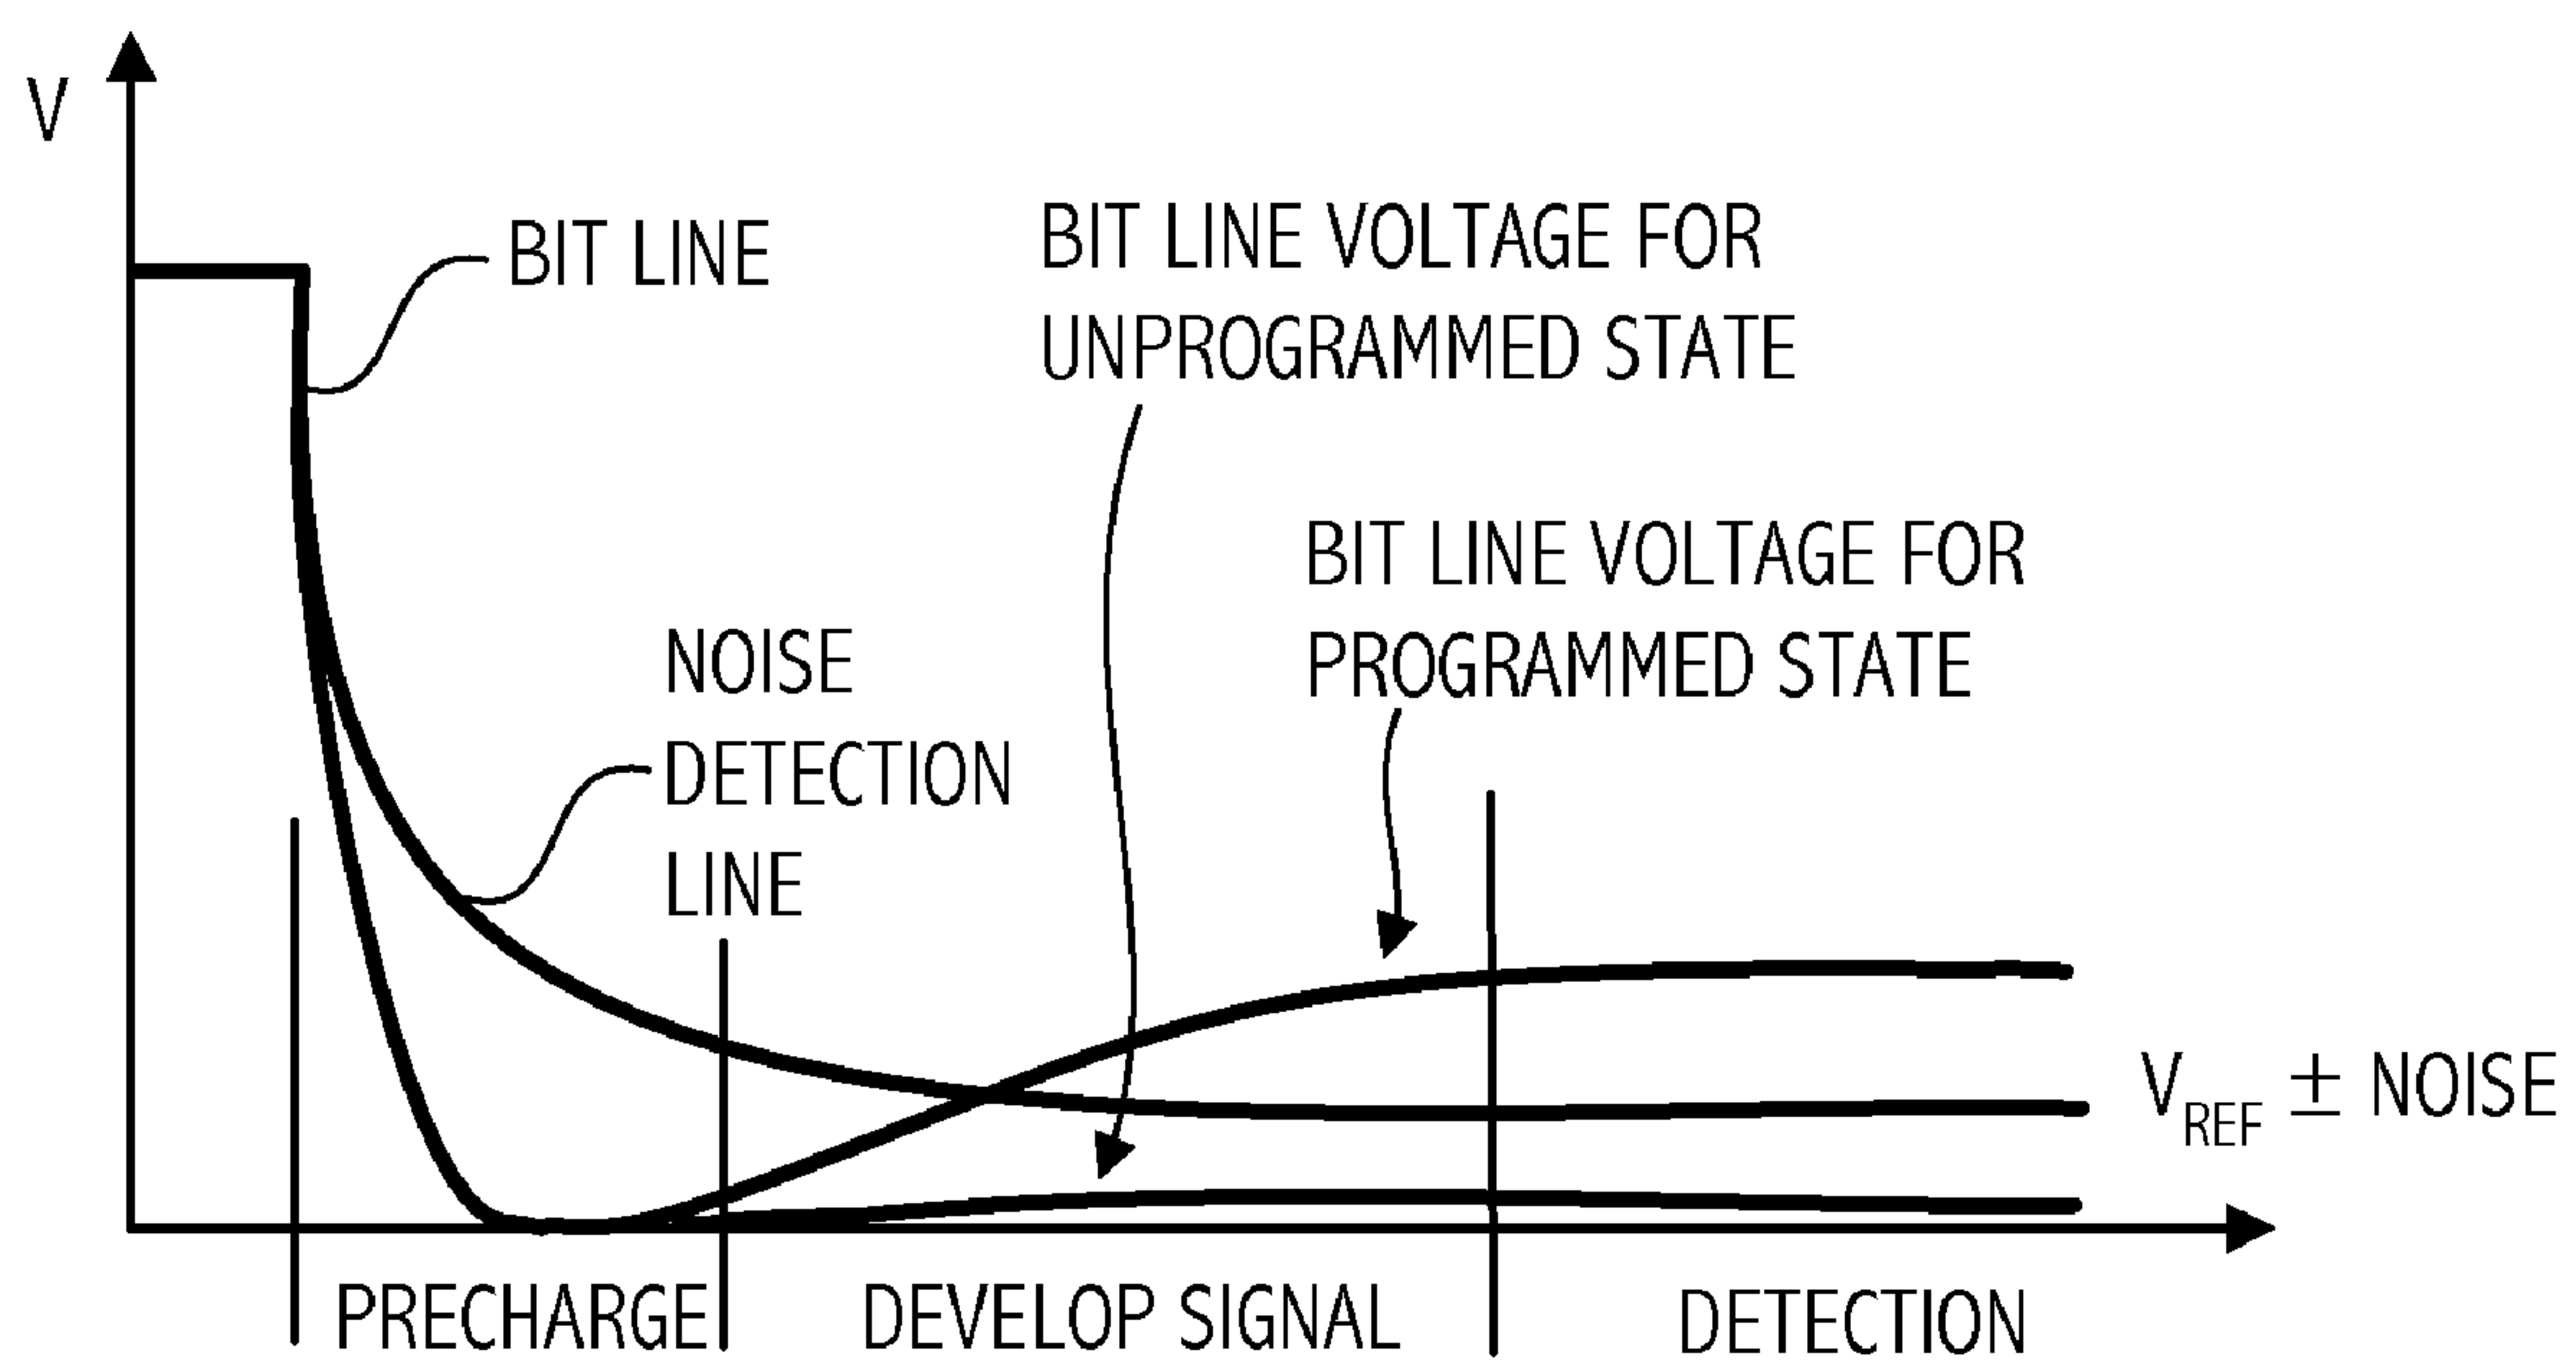 V
BIT LINE
BIT LINE VOLTAGE FOR
UNPROGRAMMED STATE
BIT LINE VOLTAGE FOR
PROGRAMMED STATE
NOISE
DETECTION
LINE
VREF ± NOISE
PRECHARGE
DEVELOP SIGNAL
DETECTION